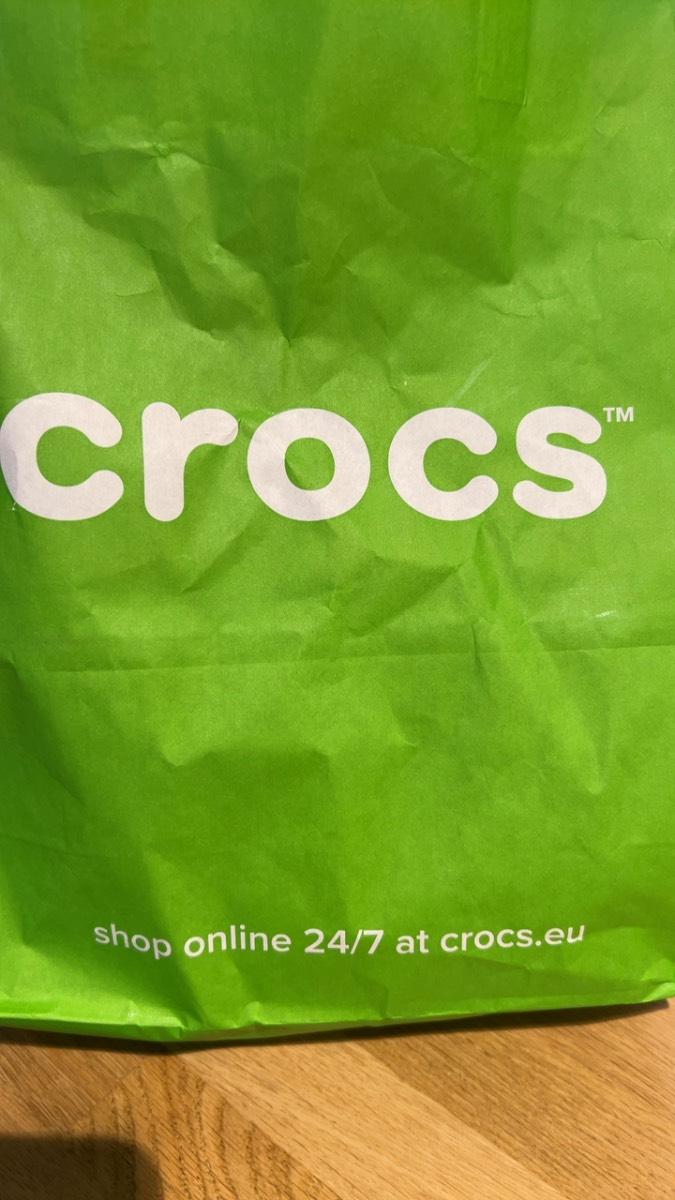 crocs™
shop online 24/7 at crocs.eu